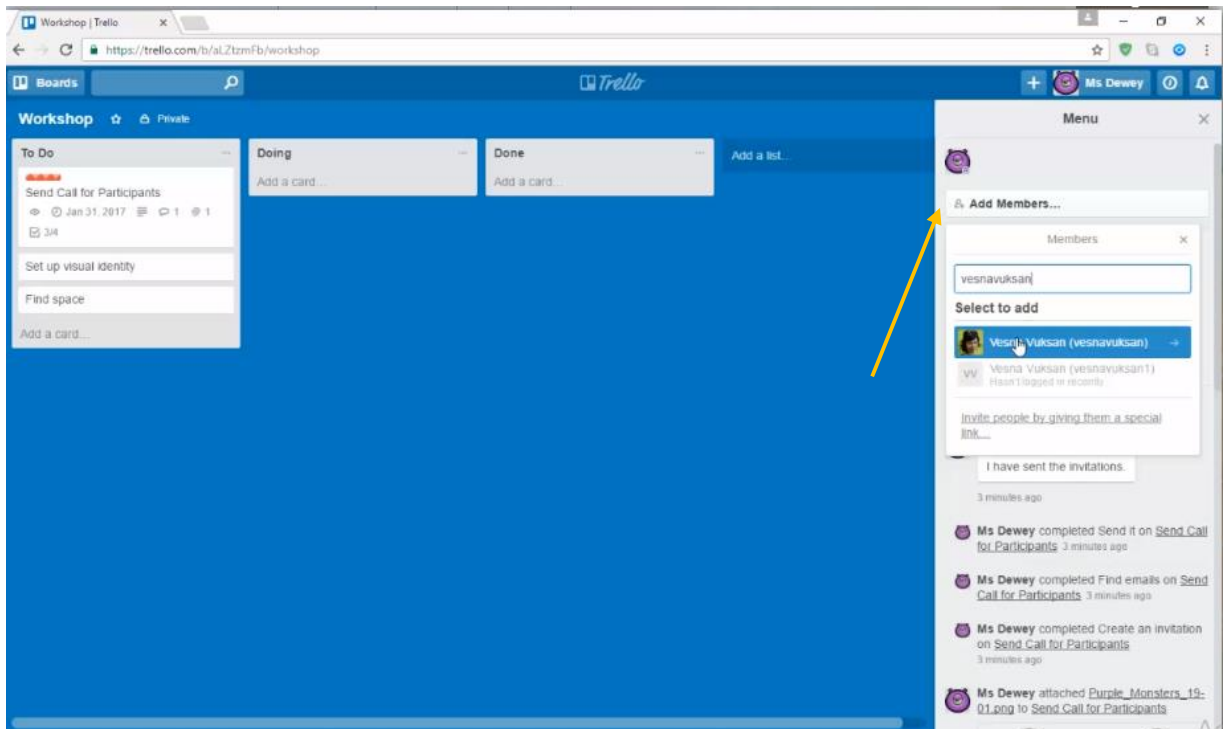 Workshop | Trello
https://trello.com/b/aLZtzmFb/workshop
Boards
Trello
Ms Dewey
Workshop
Private
To Do
Send Call for Participants
Jan 31, 2017 1 1
3/4
Set up visual identity
Find space
Add a card...
Doing
Add a card...
Done
Add a card...
Add a list...
Menu
Add Members...
Members
vesnavuksan
Select to add
Vesna Vuksan (vesnavuksan)
VV
Vesna Vuksan (vesnavuksan1)
Hasn't logged in recently
Invite people by giving them a special
link...
I have sent the invitations.
3 minutes ago
Ms Dewey completed Send it on Send Call
for Participants 3 minutes ago
Ms Dewey completed Find emails on Send
Call for Participants 3 minutes ago
Ms Dewey completed Create an invitation
on Send Call for Participants
3 minutes ago
Ms Dewey attached Purple_Monsters_19-
01.png to Send Call for Participants